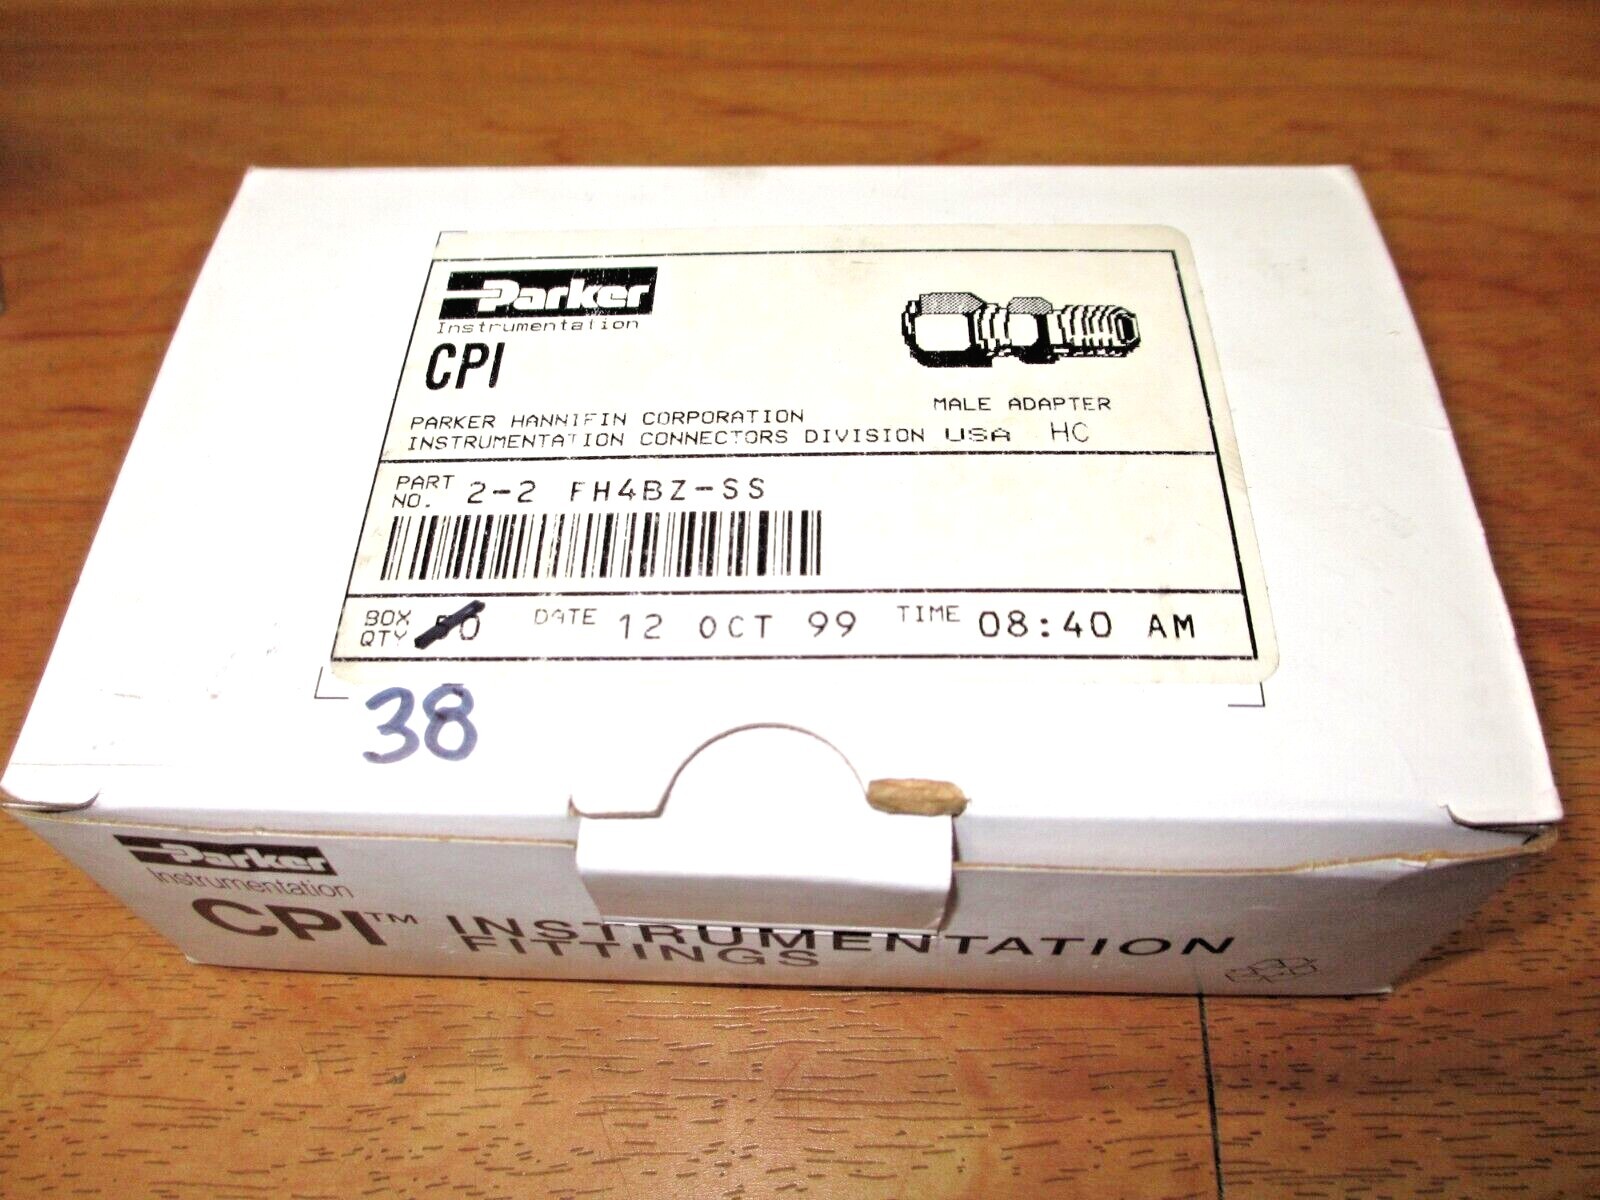 Parker
Instrumentation
CPI
MALE ADAPTER
PARKER HANNIFIN CORPORATION
INSTRUMENTATION CONNECTORS DIVISION USA HC
PART NO. 2-2 FH4BZ-SS
BOX QTY 50 DATE 12 OCT 99 TIME 08:40 AM
38
Parker
Instrumentation
CPI™ INSTRUMENTATION
FITTINGS